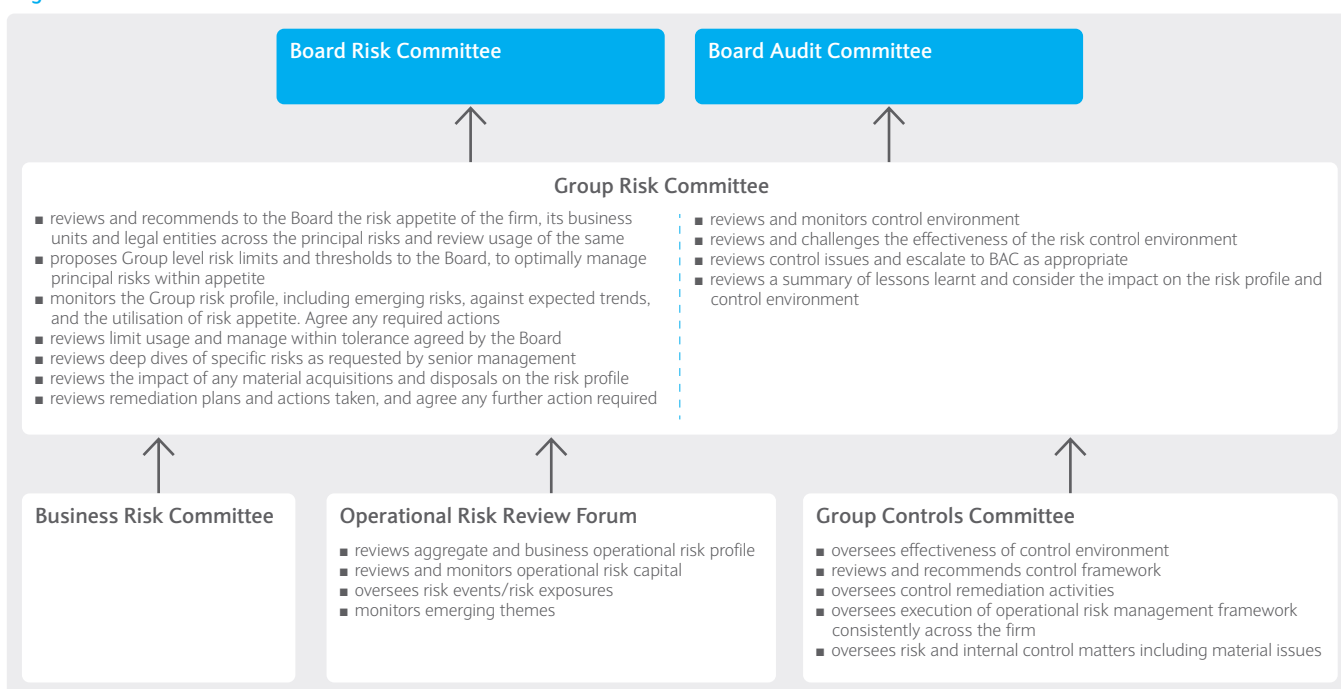 Board Risk Committee
Board Audit Committee
Group Risk Committee
■ reviews and recommends to the Board the risk appetite of the firm, its business
units and legal entities across the principal risks and review usage of the same
■ proposes Group level risk limits and thresholds to the Board, to optimally manage
principal risks within appetite
■ monitors the Group risk profile, including emerging risks, against expected trends,
and the utilisation of risk appetite. Agree any required actions
■ reviews limit usage and manage within tolerance agreed by the Board
■ reviews deep dives of specific risks as requested by senior management
■ reviews the impact of any material acquisitions and disposals on the risk profile
■ reviews remediation plans and actions taken, and agree any further action required
■ reviews and monitors control environment
■ reviews and challenges the effectiveness of the risk control environment
■ reviews control issues and escalate to BAC as appropriate
■ reviews a summary of lessons learnt and consider the impact on the risk profile and
control environment
Business Risk Committee
Operational Risk Review Forum
■ reviews aggregate and business operational risk profile
■ reviews and monitors operational risk capital
■ oversees risk events/risk exposures
■ monitors emerging themes
Group Controls Committee
■ oversees effectiveness of control environment
■ reviews and recommends control framework
■ oversees control remediation activities
■ oversees execution of operational risk management framework
consistently across the firm
■ oversees risk and internal control matters including material issues